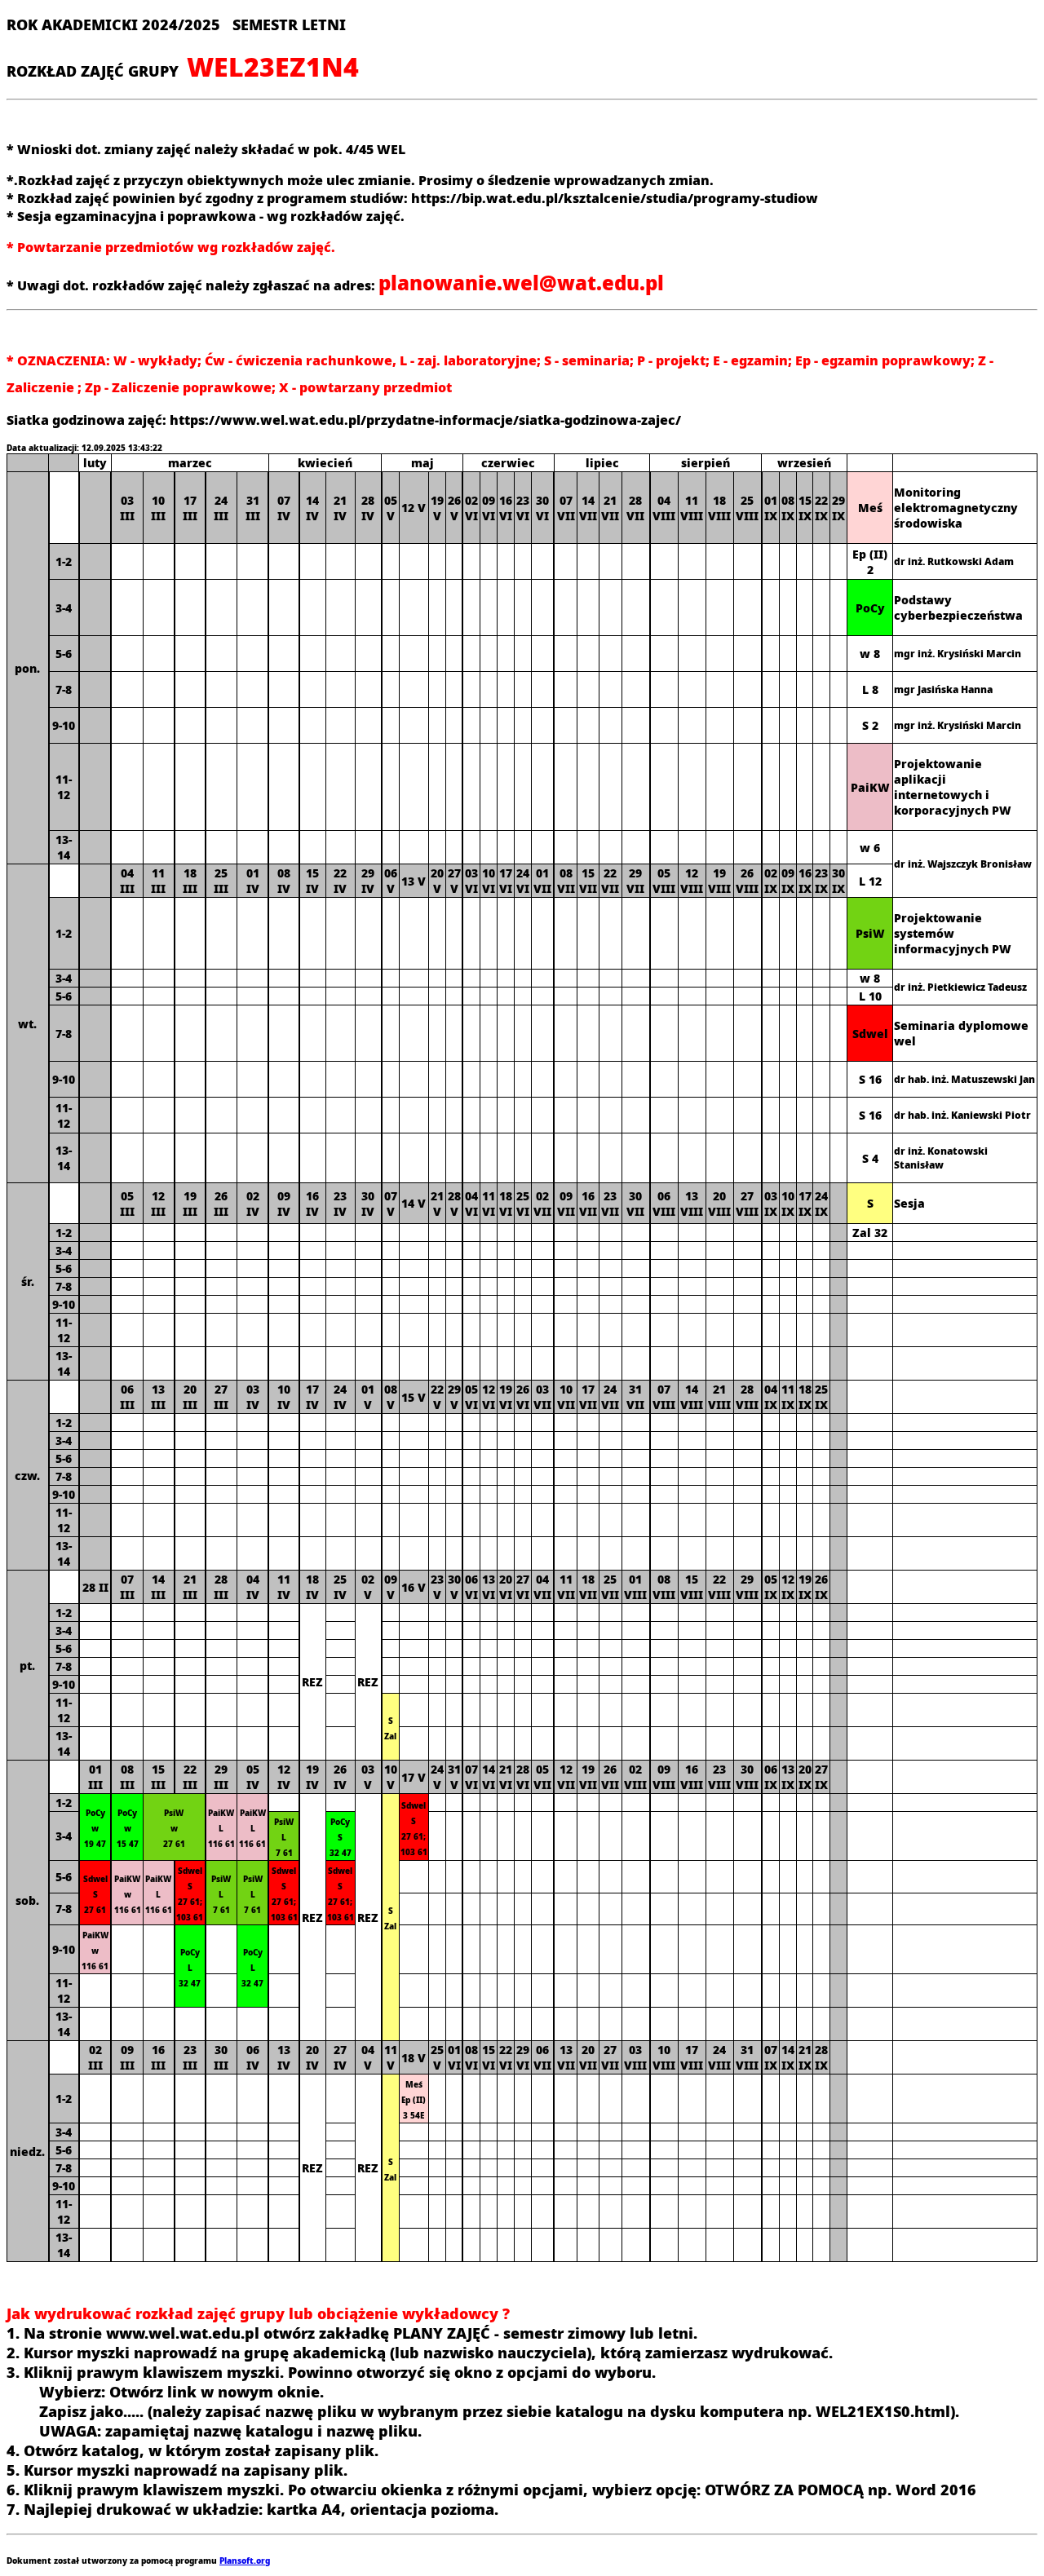 ROK AKADEMICKI 2024/2025 SEMESTR LETNI
ROZKŁAD ZAJĘĆ GRUPY WEL23EZ1N4
* Wnioski dot. zmiany zajęć należy składać w pok. 4/45 WEL
*.Rozkład zajęć z przyczyn obiektywnych może ulec zmianie. Prosimy o śledzenie wprowadzanych zmian.
* Rozkład zajęć powinien być zgodny z programem studiów: https://bip.wat.edu.pl/ksztalcenie/studia/programy-studiow
* Sesja egzaminacyjna i poprawkowa - wg rozkładów zajęć.
* Powtarzanie przedmiotów wg rozkładów zajęć.
* Uwagi dot. rozkładów zajęć należy zgłaszać na adres: planowanie.wel@wat.edu.pl
* OZNACZENIA: W - wykłady; Ćw - ćwiczenia rachunkowe, L - zaj. laboratoryjne; S - seminaria; P - projekt; E - egzamin; Ep - egzamin poprawkowy; Z -
Zaliczenie ; Zp - Zaliczenie poprawkowe; X - powtarzany przedmiot
Siatka godzinowa zajęć: https://www.wel.wat.edu.pl/przydatne-informacje/siatka-godzinowa-zajec/
Data aktualizacji: 12.09.2025 13:43:22
luty marzec kwiecień maj czerwiec lipiec sierpień wrzesień
pon. 03 III 10 III 17 III 24 III 31 III 07 IV 14 IV 21 IV 28 IV 05 V 12 V 19 V 26 V 02 VI 09 VI 16 VI 23 VI 30 VI 07 VII 14 VII 21 VII 28 VII 04 VIII 11 VIII 18 VIII 25 VIII 01 IX 08 IX 15 IX 22 IX 29 IX Meś Monitoring elektromagnetyczny środowiska
1-2 Ep (II) 2 dr inż. Rutkowski Adam
3-4 PoCy Podstawy cyberbezpieczeństwa
5-6 w 8 mgr inż. Krysiński Marcin
7-8 L 8 mgr Jasińska Hanna
9-10 S 2 mgr inż. Krysiński Marcin
11-12 PaiKW Projektowanie aplikacji internetowych i korporacyjnych PW
13-14 w 6 dr inż. Wajszczyk Bronisław
wt. 04 III 11 III 18 III 25 III 01 IV 08 IV 15 IV 22 IV 29 IV 06 V 13 V 20 V 27 V 03 VI 10 VI 17 VI 24 VI 01 VII 08 VII 15 VII 22 VII 29 VII 05 VIII 12 VIII 19 VIII 26 VIII 02 IX 09 IX 16 IX 23 IX 30 IX L 12
1-2 PsiW Projektowanie systemów informacyjnych PW
3-4 w 8 dr inż. Pietkiewicz Tadeusz
5-6 L 10
7-8 Sdwel Seminaria dyplomowe wel
9-10 S 16 dr hab. inż. Matuszewski Jan
11-12 S 16 dr hab. inż. Kaniewski Piotr
13-14 S 4 dr inż. Konatowski Stanisław
śr. 05 III 12 III 19 III 26 III 02 IV 09 IV 16 IV 23 IV 30 IV 07 V 14 V 21 V 28 V 04 VI 11 VI 18 VI 25 VI 02 VII 09 VII 16 VII 23 VII 30 VII 06 VIII 13 VIII 20 VIII 27 VIII 03 IX 10 IX 17 IX 24 IX S Sesja
1-2 Zal 32
3-4
5-6
7-8
9-10
11-12
13-14
czw. 06 III 13 III 20 III 27 III 03 IV 10 IV 17 IV 24 IV 01 V 08 V 15 V 22 V 29 V 05 VI 12 VI 19 VI 26 VI 03 VII 10 VII 17 VII 24 VII 31 VII 07 VIII 14 VIII 21 VIII 28 VIII 04 IX 11 IX 18 IX 25 IX
1-2
3-4
5-6
7-8
9-10
11-12
13-14
pt. 28 II 07 III 14 III 21 III 28 III 04 IV 11 IV 18 IV 25 IV 02 V 09 V 16 V 23 V 30 V 06 VI 13 VI 20 VI 27 VI 04 VII 11 VII 18 VII 25 VII 01 VIII 08 VIII 15 VIII 22 VIII 29 VIII 05 IX 12 IX 19 IX 26 IX
1-2 REZ REZ
3-4
5-6
7-8
9-10
11-12 S Zal
13-14
sob. 01 III 08 III 15 III 22 III 29 III 05 IV 12 IV 19 IV 26 IV 03 V 10 V 17 V 24 V 31 V 07 VI 14 VI 21 VI 28 VI 05 VII 12 VII 19 VII 26 VII 02 VIII 09 VIII 16 VIII 23 VIII 30 VIII 06 IX 13 IX 20 IX 27 IX
1-2 PoCy w 19 47 PoCy w 15 47 PsiW w 27 61 PaiKW L 116 61 PaiKW L 116 61 REZ REZ S Zal Sdwel S 27 61; 103 61
3-4 PsiW L 7 61 PoCy S 32 47
5-6 Sdwel S 27 61 PaiKW w 116 61 PaiKW L 116 61 Sdwel S 27 61; 103 61 PsiW L 7 61 PsiW L 7 61 Sdwel S 27 61; 103 61 Sdwel S 27 61; 103 61
7-8
9-10 PaiKW w 116 61 PoCy L 32 47 PoCy L 32 47
11-12
13-14
niedz. 02 III 09 III 16 III 23 III 30 III 06 IV 13 IV 20 IV 27 IV 04 V 11 V 18 V 25 V 01 VI 08 VI 15 VI 22 VI 29 VI 06 VII 13 VII 20 VII 27 VII 03 VIII 10 VIII 17 VIII 24 VIII 31 VIII 07 IX 14 IX 21 IX 28 IX
1-2 REZ REZ S Zal Meś Ep (II) 3 54E
3-4
5-6
7-8
9-10
11-12
13-14
Jak wydrukować rozkład zajęć grupy lub obciążenie wykładowcy ?
1. Na stronie www.wel.wat.edu.pl otwórz zakładkę PLANY ZAJĘĆ - semestr zimowy lub letni.
2. Kursor myszki naprowadź na grupę akademicką (lub nazwisko nauczyciela), którą zamierzasz wydrukować.
3. Kliknij prawym klawiszem myszki. Powinno otworzyć się okno z opcjami do wyboru.
Wybierz: Otwórz link w nowym oknie.
Zapisz jako..... (należy zapisać nazwę pliku w wybranym przez siebie katalogu na dysku komputera np. WEL21EX1S0.html).
UWAGA: zapamiętaj nazwę katalogu i nazwę pliku.
4. Otwórz katalog, w którym został zapisany plik.
5. Kursor myszki naprowadź na zapisany plik.
6. Kliknij prawym klawiszem myszki. Po otwarciu okienka z różnymi opcjami, wybierz opcję: OTWÓRZ ZA POMOCĄ np. Word 2016
7. Najlepiej drukować w układzie: kartka A4, orientacja pozioma.
Dokument został utworzony za pomocą programu Plansoft.org